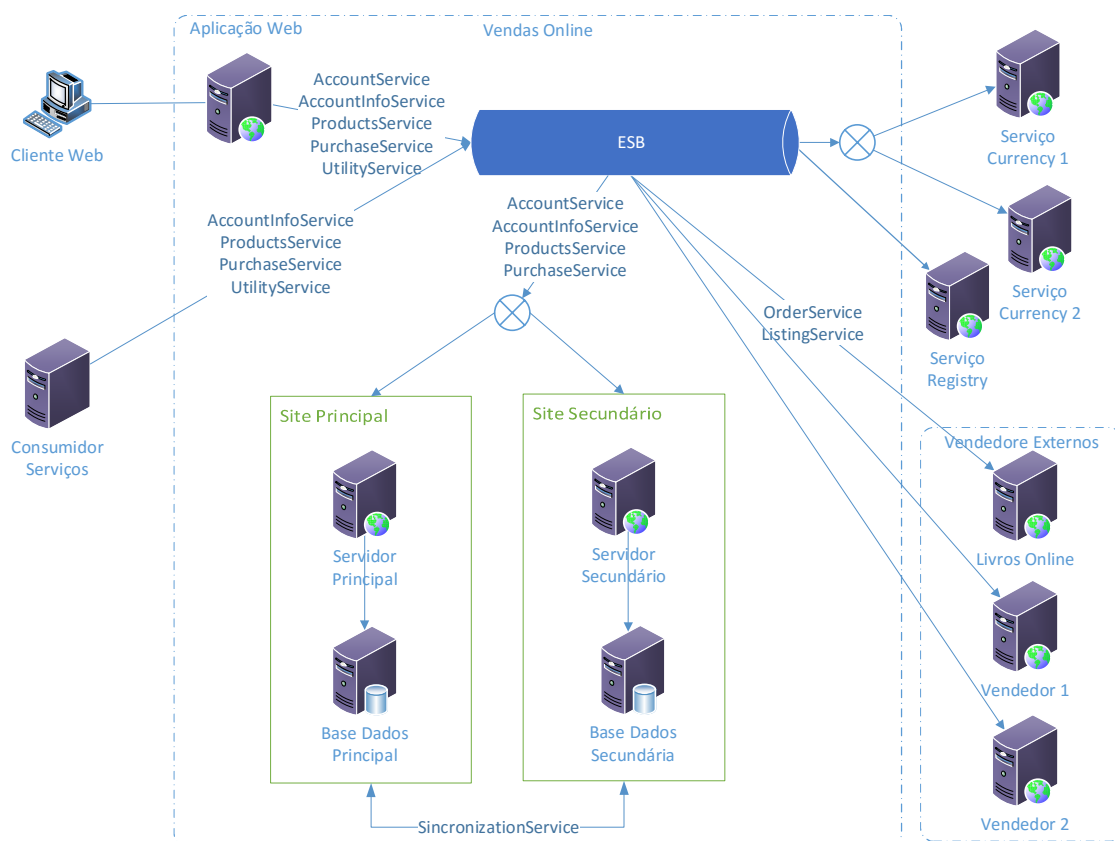 Aplicação Web
Vendas Online
AccountService
AccountInfoService
ProductsService
PurchaseService
UtilityService
ESB
Cliente Web
Serviço
Currency 1
AccountInfoService
ProductsService
PurchaseService
UtilityService
AccountService
AccountInfoService
ProductsService
PurchaseService
Serviço
Currency 2
OrderService
ListingService
Serviço
Registry
Consumidor
Serviços
Site Principal
Site Secundário
Vendedore Externos
Servidor
Principal
Servidor
Secundário
Livros Online
Base Dados
Principal
Base Dados
Secundária
Vendedor 1
SincronizationService
Vendedor 2